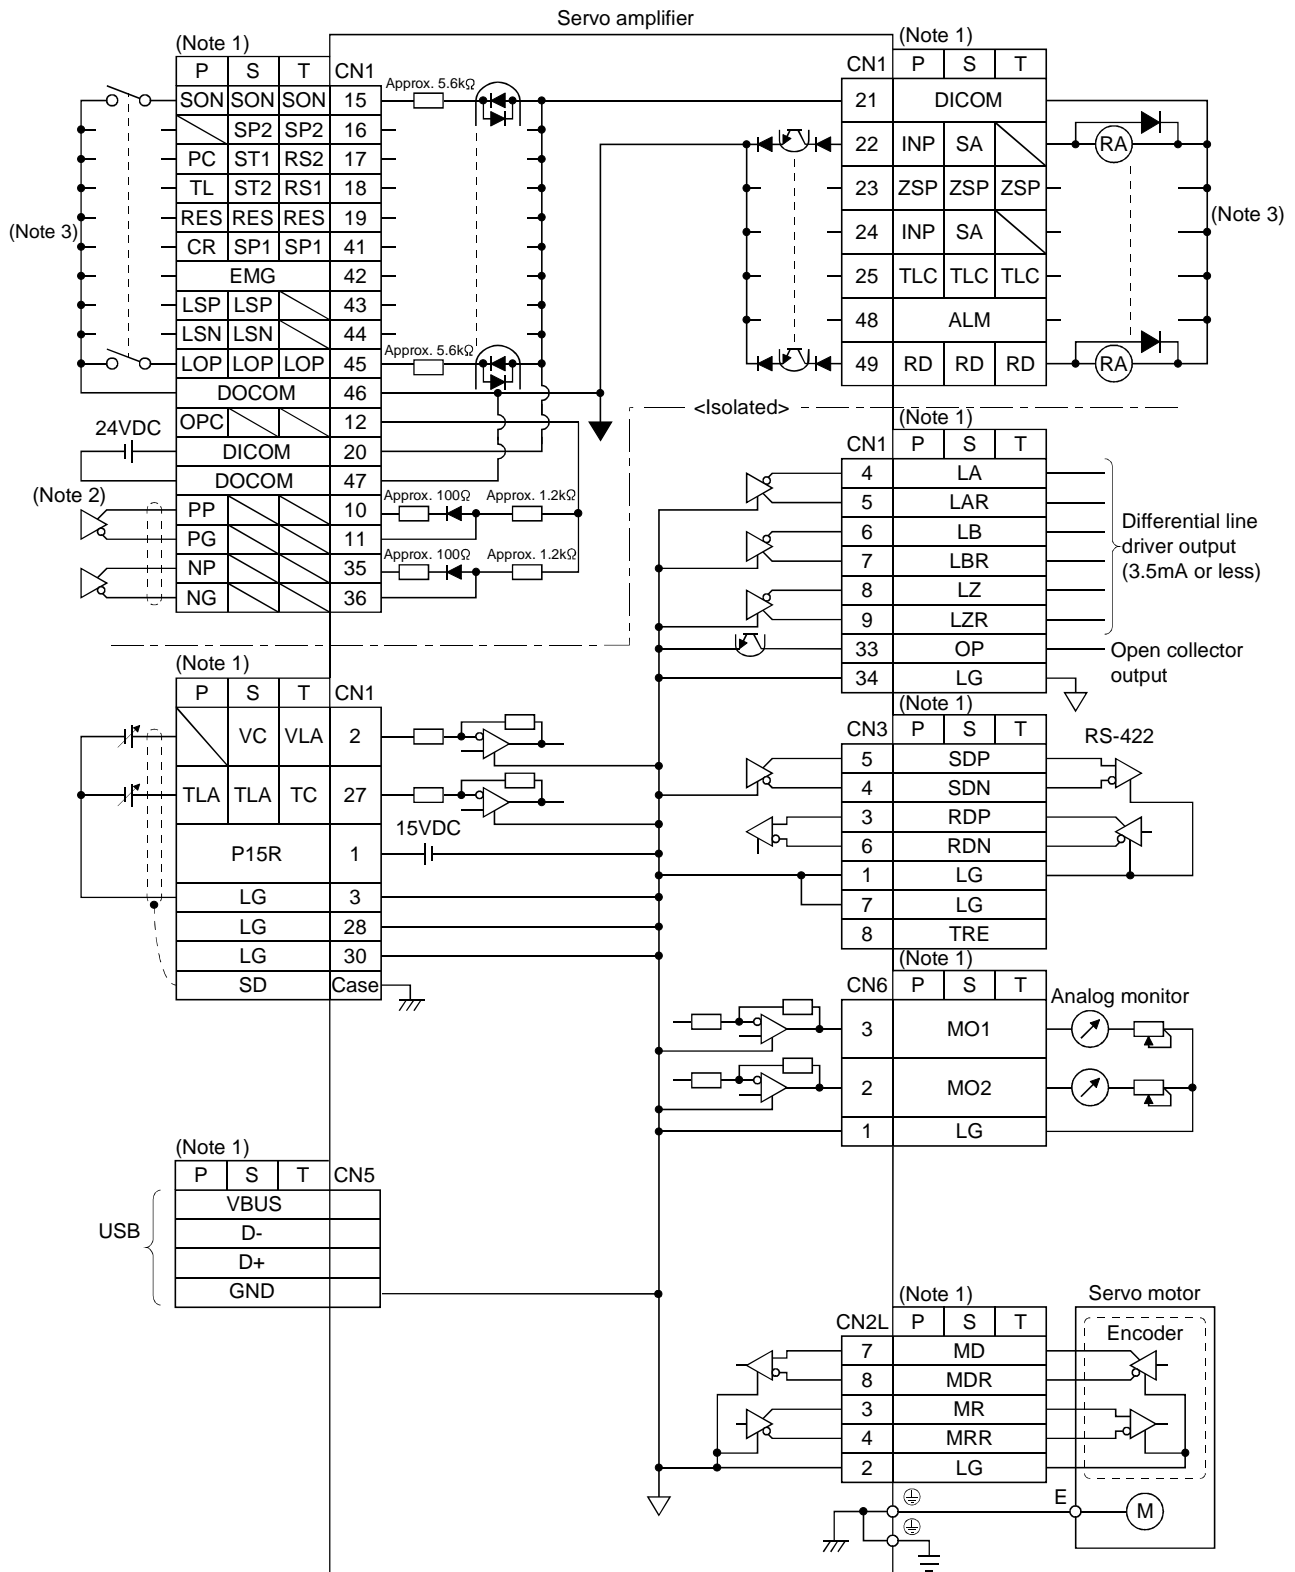 Servo amplifier
(Note 1)
P S T CN1
SON SON SON 15 Approx. 5.6kΩ
SP2 SP2 16
PC ST1 RS2 17
TL ST2 RS1 18
RES RES RES 19
(Note 3)
CR SP1 SP1 41
EMG 42
LSP LSP 43
LSN LSN 44
LOP LOP LOP 45 Approx. 5.6kΩ
DOCOM 46
OPC 12
24VDC
DICOM 20
DOCOM 47
(Note 2)
PP 10 Approx. 100Ω Approx. 1.2kΩ
PG 11
NP 35 Approx. 100Ω Approx. 1.2kΩ
NG 36
(Note 1)
CN1 P S T
21 DICOM
22 INP SA RA
23 ZSP ZSP ZSP
(Note 3)
24 INP SA
25 TLC TLC TLC
48 ALM
49 RD RD RD RA
<Isolated>
(Note 1)
CN1 P S T
4 LA
5 LAR
6 LB
7 LBR
8 LZ
9 LZR
Differential line
driver output
(3.5mA or less)
33 OP
34 LG
Open collector
output
(Note 1)
P S T CN1
VC VLA 2
TLA TLA TC 27
15VDC
P15R 1
LG 3
LG 28
LG 30
SD Case
(Note 1)
CN3 P S T
RS-422
5 SDP
4 SDN
3 RDP
6 RDN
1 LG
7 LG
8 TRE
(Note 1)
CN6 P S T
Analog monitor
3 MO1
2 MO2
1 LG
(Note 1)
P S T CN5
USB
VBUS
D-
D+
GND
(Note 1)
CN2L P S T
Servo motor
Encoder
7 MD
8 MDR
3 MR
4 MRR
2 LG
E
M